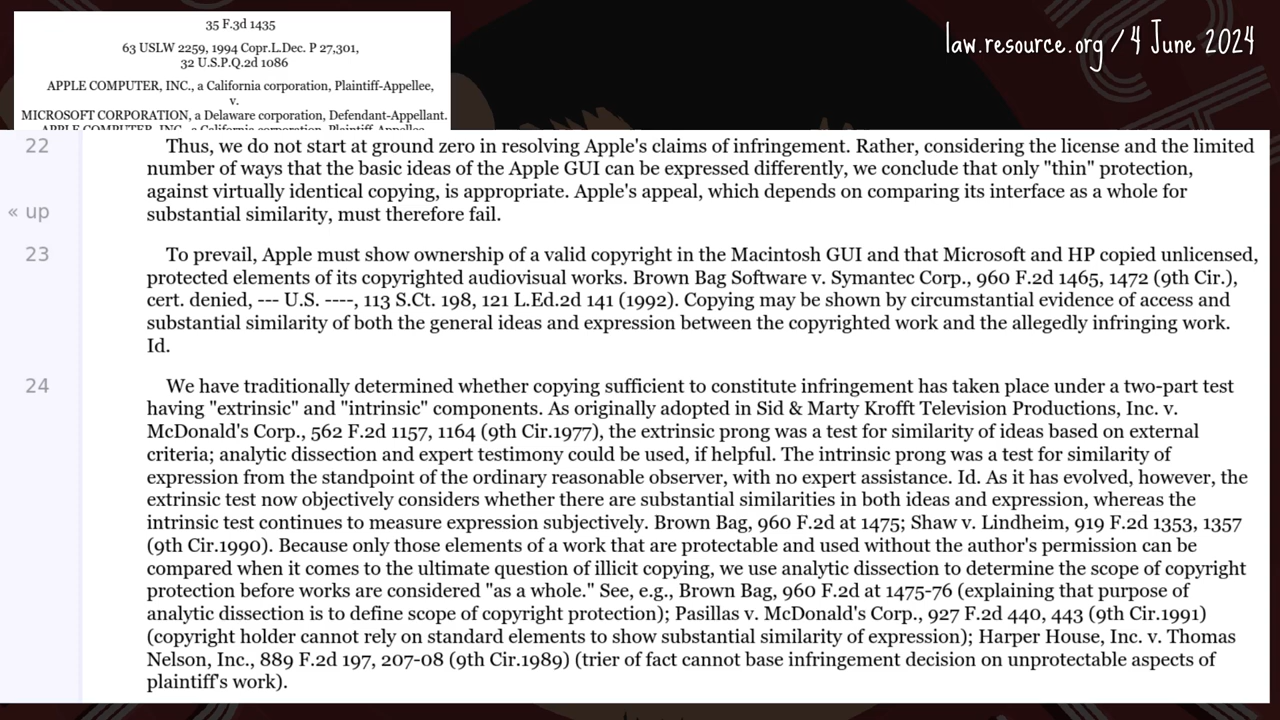 35 F.3d 1435
63 USLW 2259, 1994 Copr.L.Dec. P 27,301,
32 U.S.P.Q.2d 1086
APPLE COMPUTER, INC., a California corporation, Plaintiff-Appellee,
v.
MICROSOFT CORPORATION, a Delaware corporation, Defendant-Appellant.
APPLE COMPUTER, INC., a California corporation, Plaintiff-Appellee
law.resource.org / 4 June 2024
22 Thus, we do not start at ground zero in resolving Apple's claims of infringement. Rather, considering the license and the limited
number of ways that the basic ideas of the Apple GUI can be expressed differently, we conclude that only "thin" protection,
against virtually identical copying, is appropriate. Apple's appeal, which depends on comparing its interface as a whole for
« up
substantial similarity, must therefore fail.
23 To prevail, Apple must show ownership of a valid copyright in the Macintosh GUI and that Microsoft and HP copied unlicensed,
protected elements of its copyrighted audiovisual works. Brown Bag Software v. Symantec Corp., 960 F.2d 1465, 1472 (9th Cir.),
cert. denied, --- U.S. ----, 113 S.Ct. 198, 121 L.Ed.2d 141 (1992). Copying may be shown by circumstantial evidence of access and
substantial similarity of both the general ideas and expression between the copyrighted work and the allegedly infringing work.
Id.
24 We have traditionally determined whether copying sufficient to constitute infringement has taken place under a two-part test
having "extrinsic" and "intrinsic" components. As originally adopted in Sid & Marty Krofft Television Productions, Inc. v.
McDonald's Corp., 562 F.2d 1157, 1164 (9th Cir.1977), the extrinsic prong was a test for similarity of ideas based on external
criteria; analytic dissection and expert testimony could be used, if helpful. The intrinsic prong was a test for similarity of
expression from the standpoint of the ordinary reasonable observer, with no expert assistance. Id. As it has evolved, however, the
extrinsic test now objectively considers whether there are substantial similarities in both ideas and expression, whereas the
intrinsic test continues to measure expression subjectively. Brown Bag, 960 F.2d at 1475; Shaw v. Lindheim, 919 F.2d 1353, 1357
(9th Cir.1990). Because only those elements of a work that are protectable and used without the author's permission can be
compared when it comes to the ultimate question of illicit copying, we use analytic dissection to determine the scope of copyright
protection before works are considered "as a whole." See, e.g., Brown Bag, 960 F.2d at 1475-76 (explaining that purpose of
analytic dissection is to define scope of copyright protection); Pasillas v. McDonald's Corp., 927 F.2d 440, 443 (9th Cir.1991)
(copyright holder cannot rely on standard elements to show substantial similarity of expression); Harper House, Inc. v. Thomas
Nelson, Inc., 889 F.2d 197, 207-08 (9th Cir.1989) (trier of fact cannot base infringement decision on unprotectable aspects of
plaintiff's work).